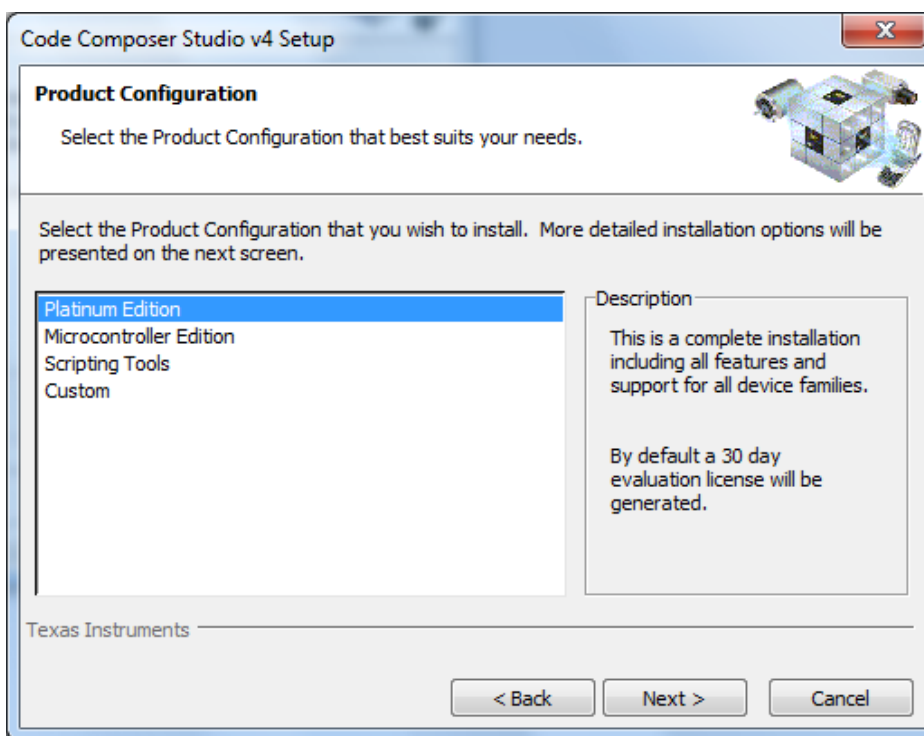 Code Composer Studio v4 Setup
Product Configuration
Select the Product Configuration that best suits your needs.
Select the Product Configuration that you wish to install.  More detailed installation options will be
presented on the next screen.
Platinum Edition
Microcontroller Edition
Scripting Tools
Custom
Description
This is a complete installation
including all features and
support for all device families.
By default a 30 day
evaluation license will be
generated.
Texas Instruments
< Back
Next >
Cancel